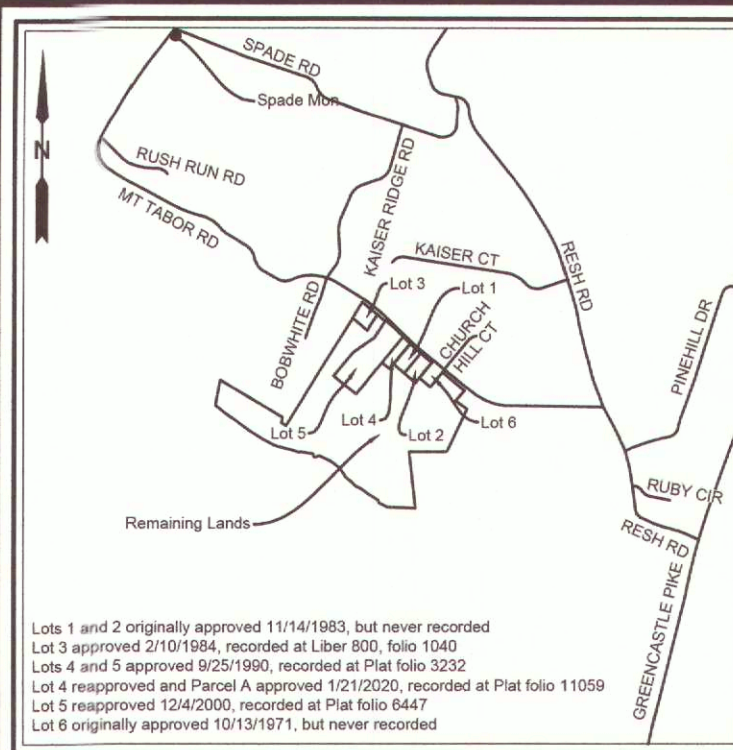 SPADE RD
Spade Mon
N
RUSH RUN RD
MT TABOR RD
KAISER RIDGE RD
KAISER CT
RESH RD
Lot 3
Lot 1
BOBWHITE RD
CHURCH
HILL CT
PINEHILL DR
Lot 5
Lot 4
Lot 2
Lot 6
RUBY CIR
RESH RD
Remaining Lands
GREENCASTLE PIKE
Lots 1 and 2 originally approved 11/14/1983, but never recorded
Lot 3 approved 2/10/1984, recorded at Liber 800, folio 1040
Lots 4 and 5 approved 9/25/1990, recorded at Plat folio 3232
Lot 4 reapproved and Parcel A approved 1/21/2020, recorded at Plat folio 11059
Lot 5 reapproved 12/4/2000, recorded at Plat folio 6447
Lot 6 originally approved 10/13/1971, but never recorded